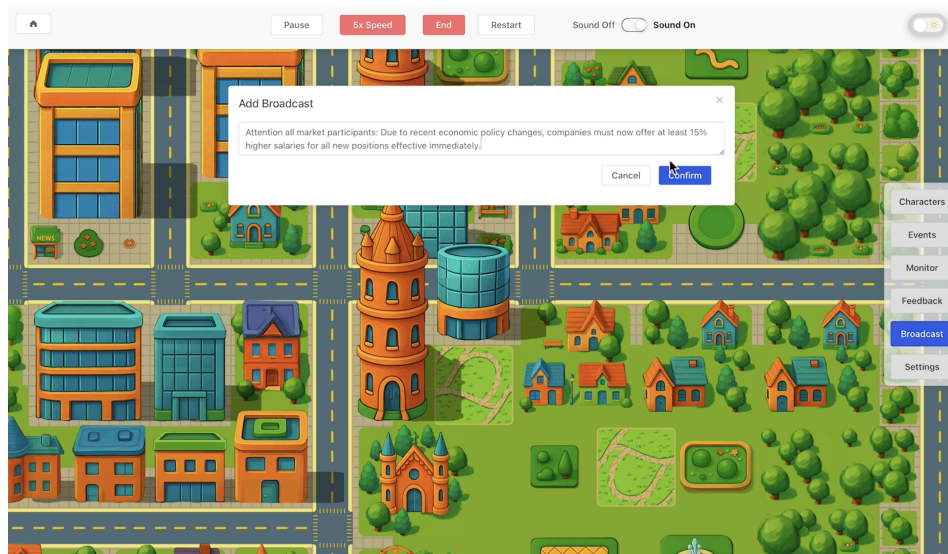 Pause
5x Speed
End
Restart
Sound Off
Sound On
Add Broadcast
×
Attention all market participants: Due to recent economic policy changes, companies must now offer at least 15%
higher salaries for all new positions effective immediately.
Cancel
Confirm
NEWS
Characters
Events
Monitor
Feedback
Broadcast
Settings